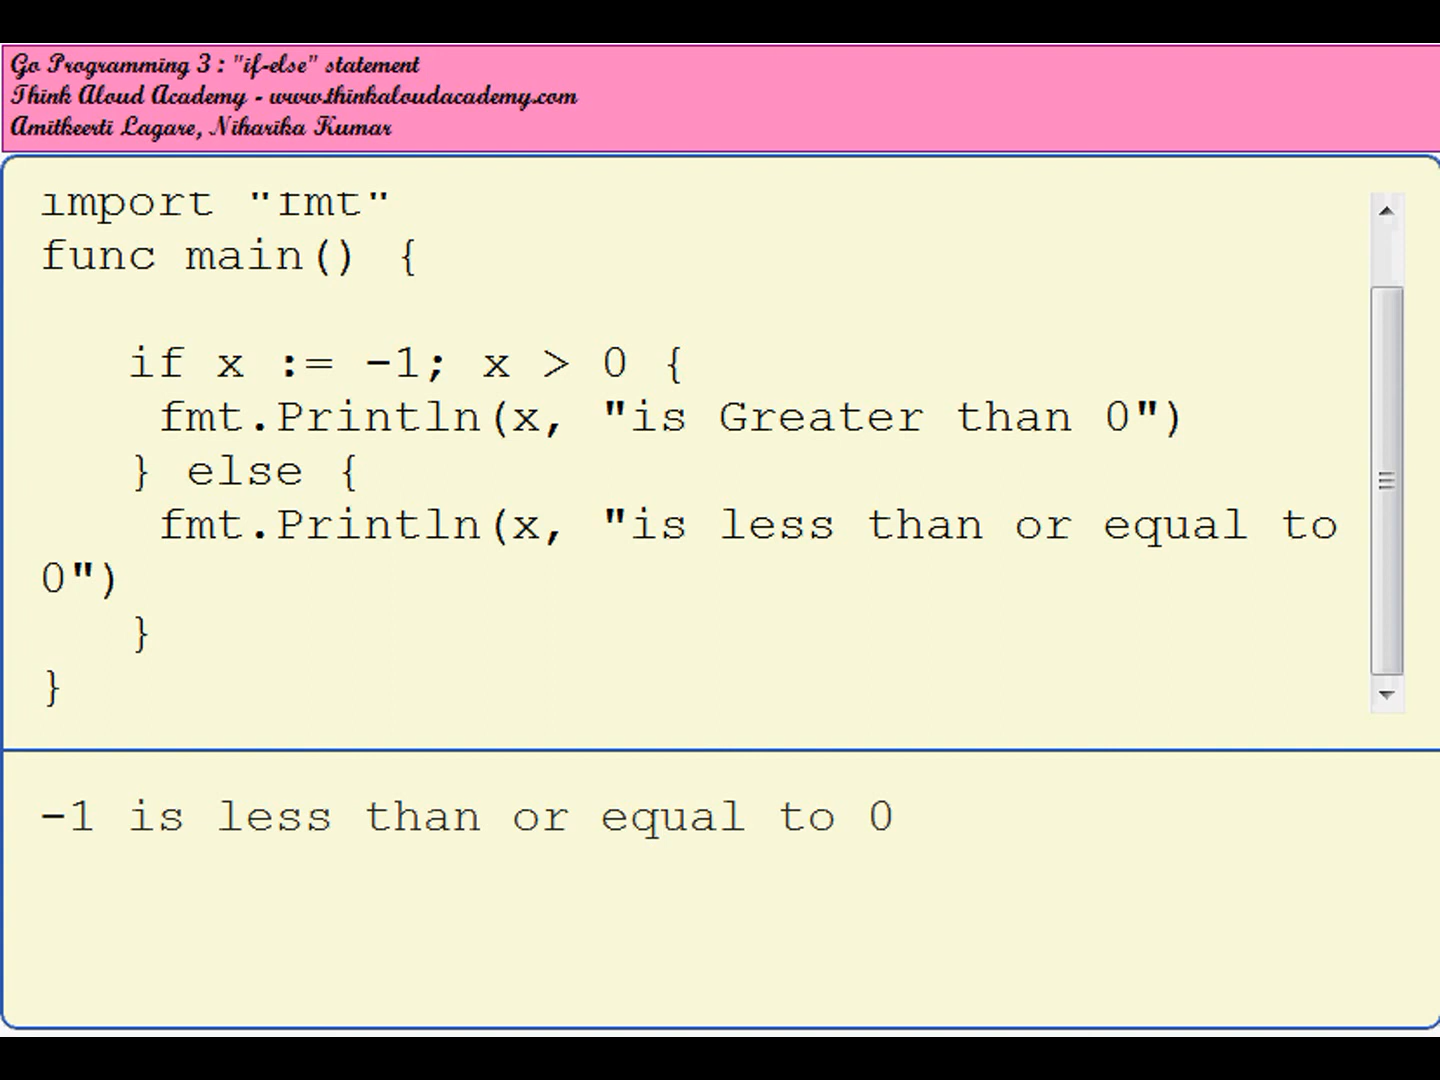 Go Programming 3 : "if-else" statement
Think Aloud Academy - www.thinkaloudacademy.com
Amitkeerti Lagare, Niharika Kumar
import "fmt"
func main() {
if x := -1; x > 0 {
fmt.Println(x, "is Greater than 0")
} else {
fmt.Println(x, "is less than or equal to
0")
}
}
-1 is less than or equal to 0